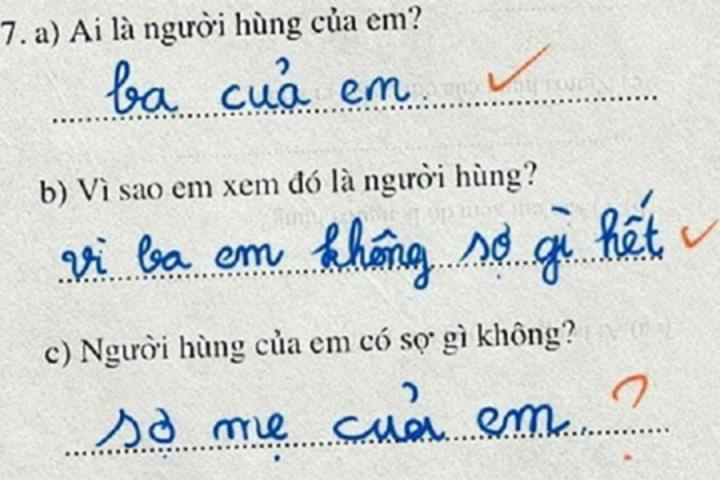 7. a) Ai là người hùng của em?
ba của em.
b) Vì sao em xem đó là người hùng?
vì ba em không sợ gì hết
c) Người hùng của em có sợ gì không?
sợ mẹ của em. ?